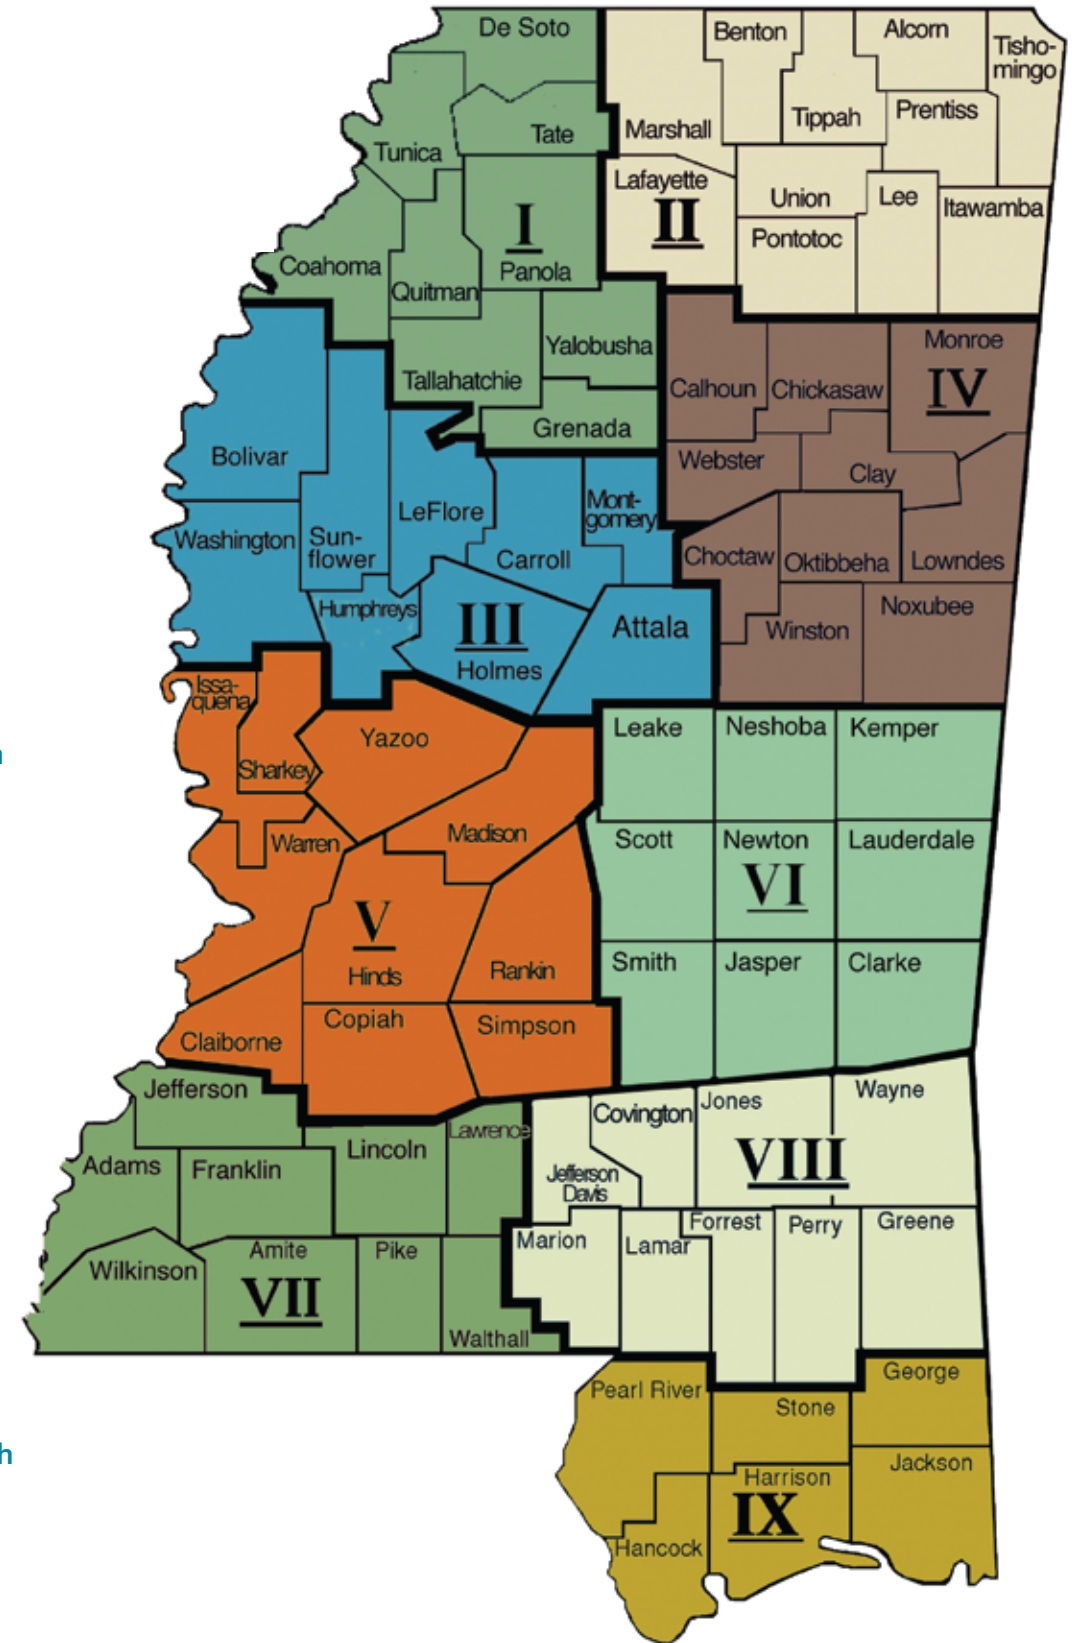 De Soto
Benton
Alcorn
Tisho-
mingo
Tate
Marshall
Tippah
Prentiss
Tunica
Lafayette
Union
Lee
Itawamba
I
II
Pontotoc
Coahoma
Quitman
Panola
Yalobusha
Monroe
Tallahatchie
Calhoun
Chickasaw
IV
Grenada
Bolivar
Webster
Clay
LeFlore
Mont-
gomery
Washington
Sun-
flower
Carroll
Choctaw
Oktibbeha
Lowndes
Humphreys
III
Attala
Winston
Noxubee
Holmes
Issa-
quena
Yazoo
Leake
Neshoba
Kemper
Sharkey
Warren
Madison
Scott
Newton
Lauderdale
VI
V
Hinds
Rankin
Smith
Jasper
Clarke
Claiborne
Copiah
Simpson
Jefferson
Lawrence
Covington
Jones
Wayne
Adams
Franklin
Lincoln
Jefferson
Davis
VIII
Marion
Lamar
Forrest
Perry
Greene
Wilkinson
Amite
Pike
VII
Walthall
Pearl River
Stone
George
h
Harrison
Jackson
IX
Hancock